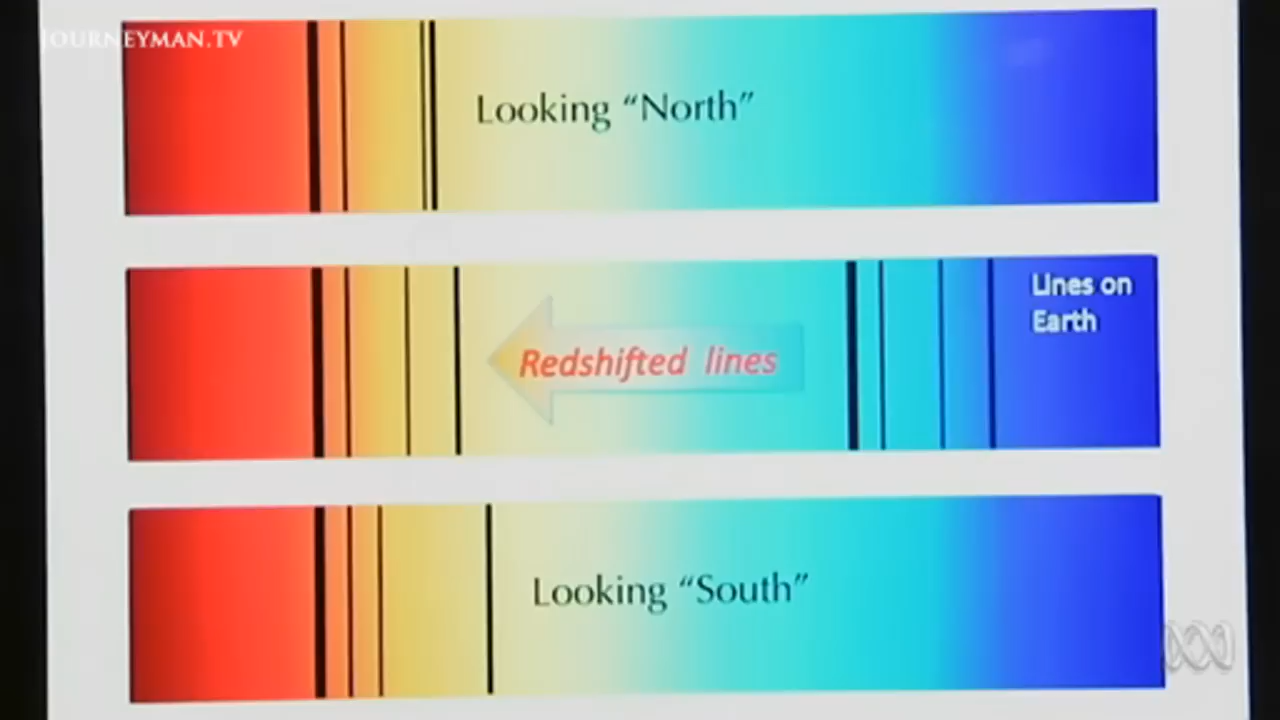 JOURNEYMAN.TV
Looking “North”
Lines on
Earth
Redshifted lines
Looking “South”